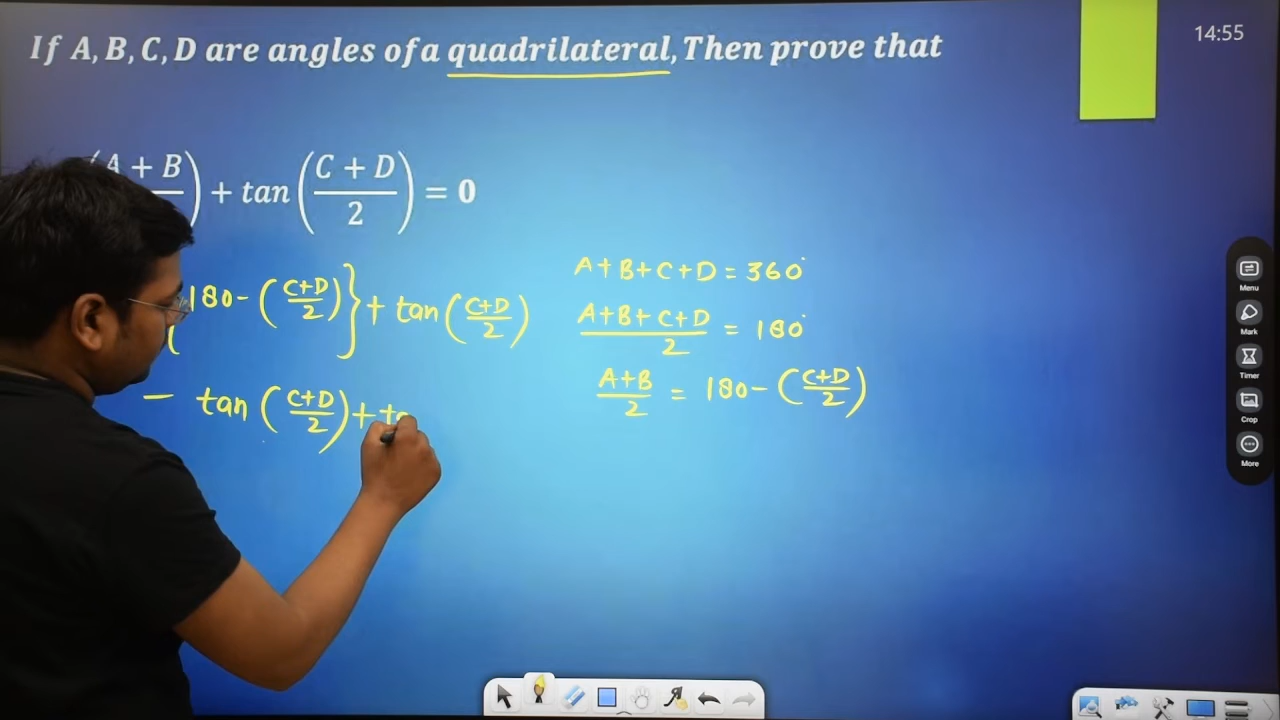 If A, B, C, D are angles of a quadrilateral, Then prove that
14:55
(A + B) + tan ((C + D)/2) = 0
180 - ((C+D)/2)} + tan ((C+D)/2)
- tan ((C+D)/2) + ta
A+B+C+D = 360°
(A+B+C+D)/2 = 180°
(A+B)/2 = 180 - ((C+D)/2)
Menu
Mark
Timer
Crop
More